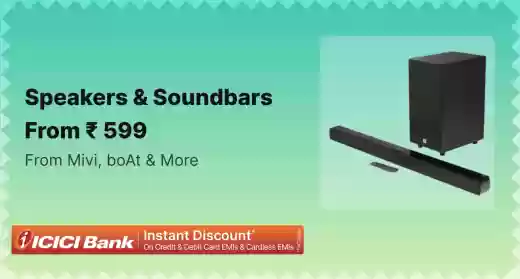 Speakers & Soundbars
From ₹ 599
From Mivi, boAt & More
ICICI Bank
Instant Discount*
On Credit & Debit Card EMIs & Cardless EMIs